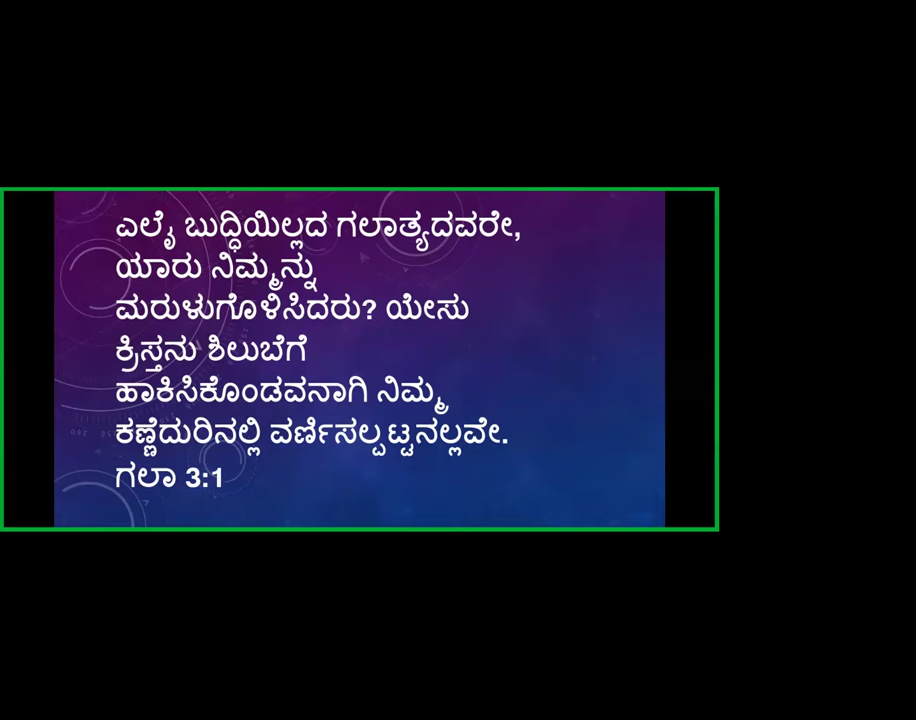 ಎಲೈ ಬುದ್ಧಿಯಿಲ್ಲದ ಗಲಾತ್ಯದವರೇ,
ಯಾರು ನಿಮ್ಮನ್ನು
ಮರುಳುಗೊಳಿಸಿದರು? ಯೇಸು
ಕ್ರಿಸ್ತನು ಶಿಲುಬೆಗೆ
ಹಾಕಿಸಿಕೊಂಡವನಾಗಿ ನಿಮ್ಮ
ಕಣ್ಣೆದುರಿನಲ್ಲಿ ವರ್ಣಿಸಲ್ಪಟ್ಟನಲ್ಲವೇ.
ಗಲಾ 3:1